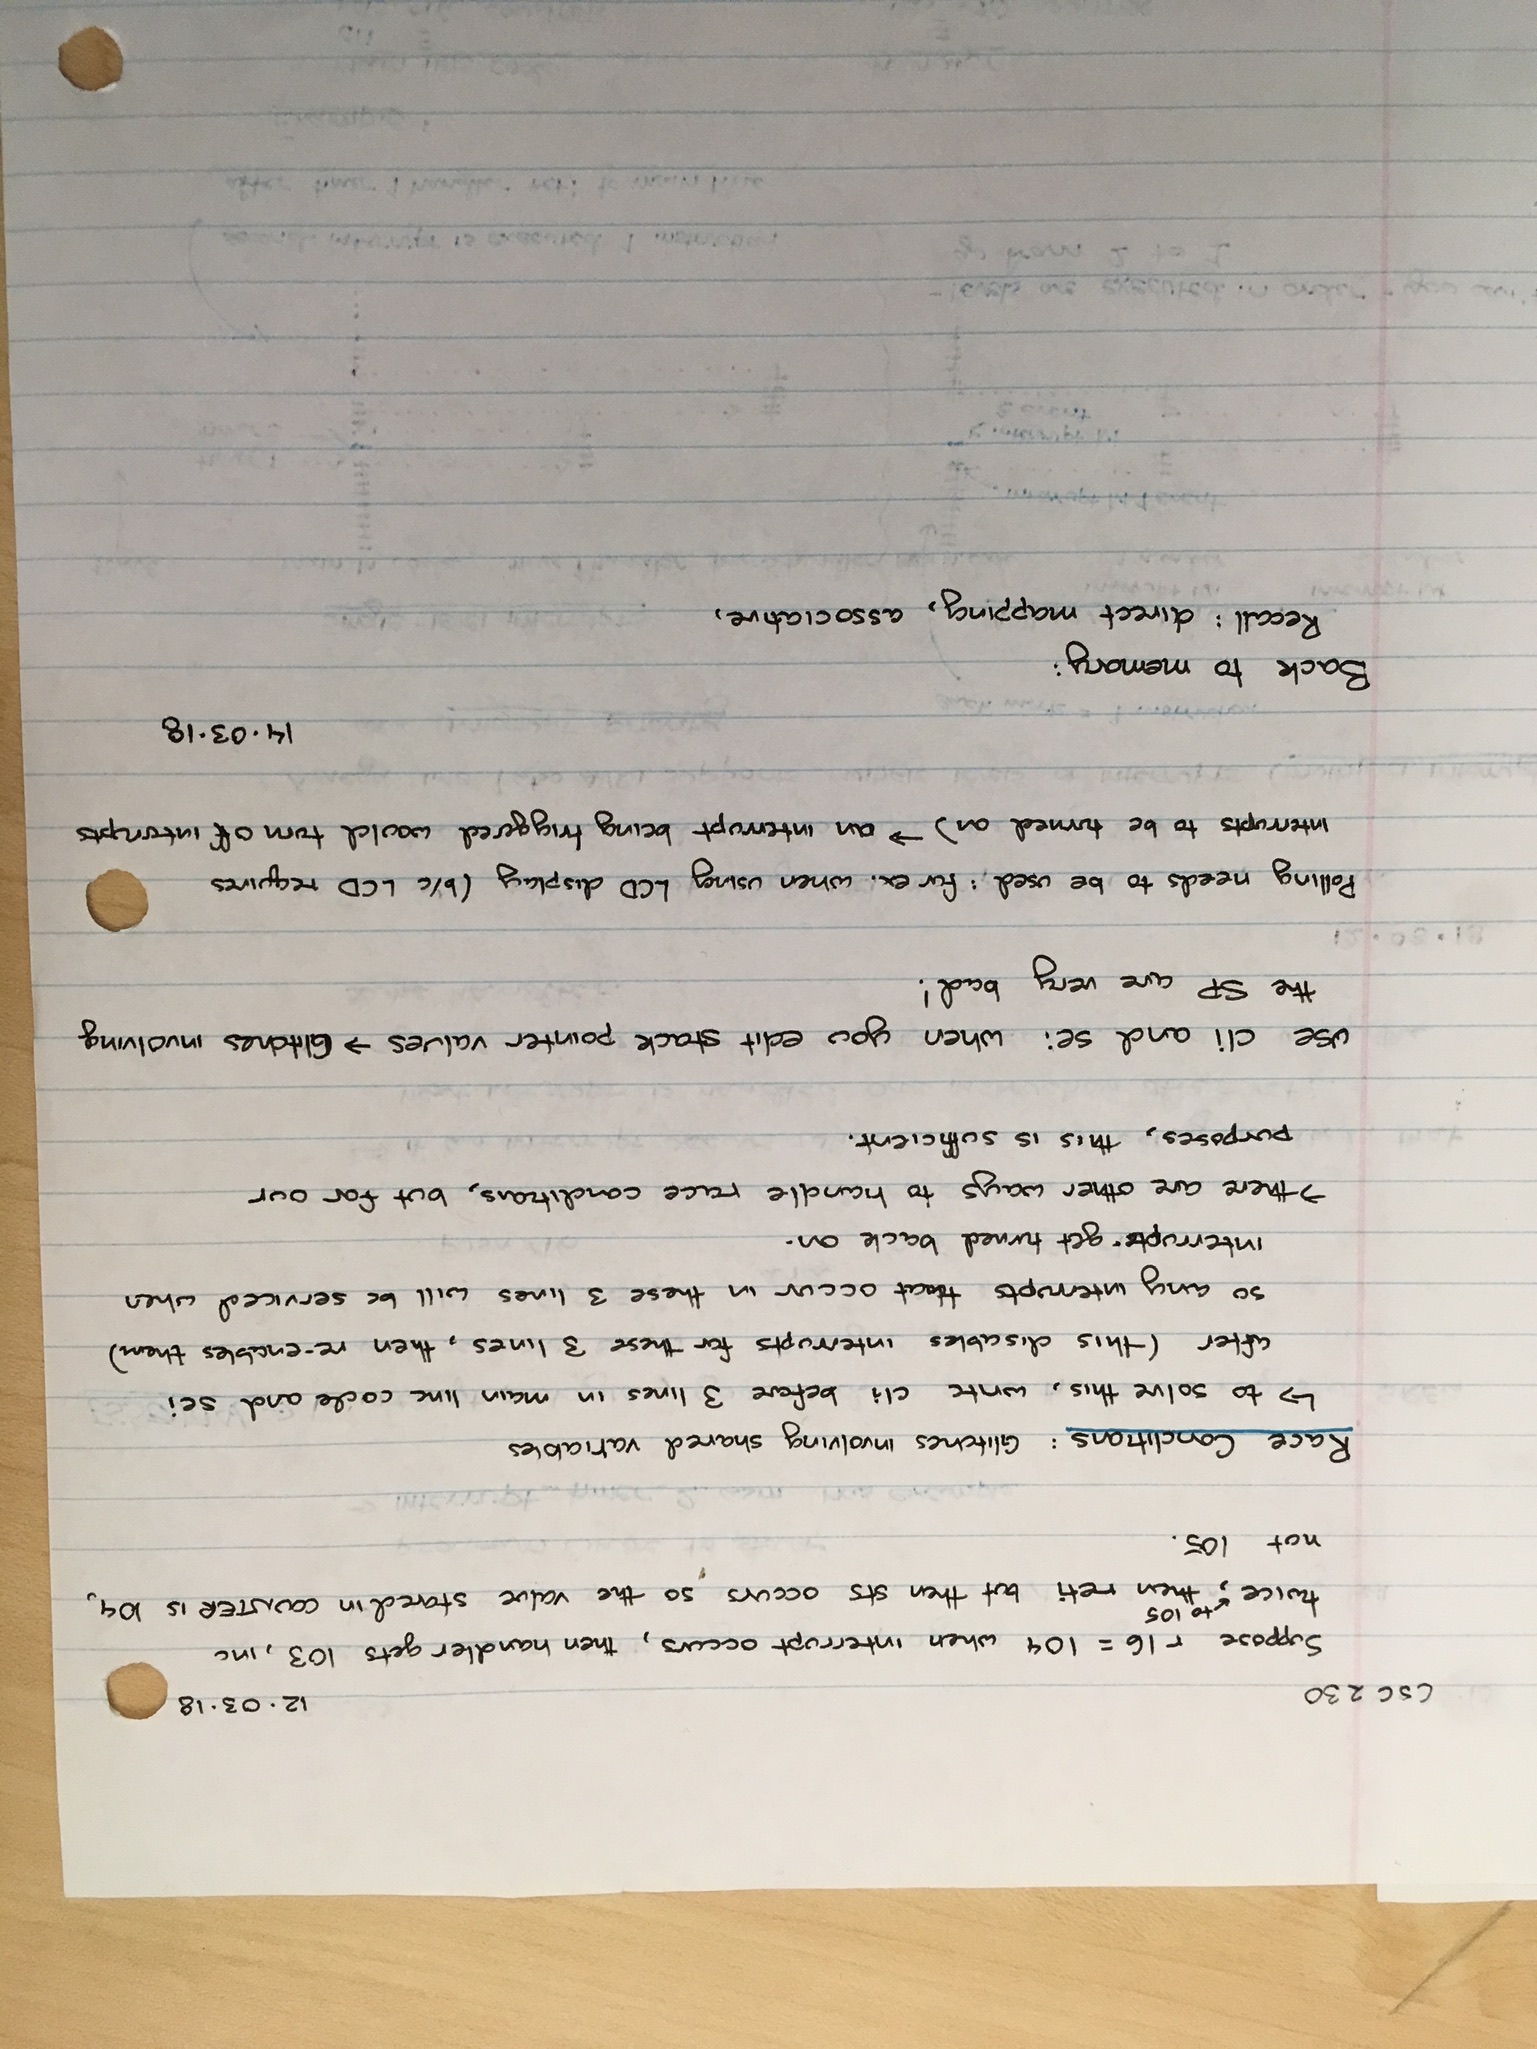 CSC 230
12.03.18
Suppose r16 = 104 when interrupt occurs, then handler gets 103, inc
to 105
twice, then reti but then sts occurs so the value stored in COUNTER is 104,
not 105.
Race Conditions: Glitches involving shared variables
↳ to solve this, write cli before 3 lines in main line code and sei
after (this disables interrupts for these 3 lines, then re-enables them)
so any interrupts that occur in these 3 lines will be serviced when
interrupts get turned back on.
→ there are other ways to handle race conditions, but for our
purposes, this is sufficient.
use cli and sei when you edit stack pointer values → Glitches involving
the SP are very bad!
Polling needs to be used: for ex. when using LCD display (b/c LCD requires
interrupts to be turned on) → an interrupt being triggered would turn off interrupts
14.03.18
Back to memory:
Recall: direct mapping, associative,